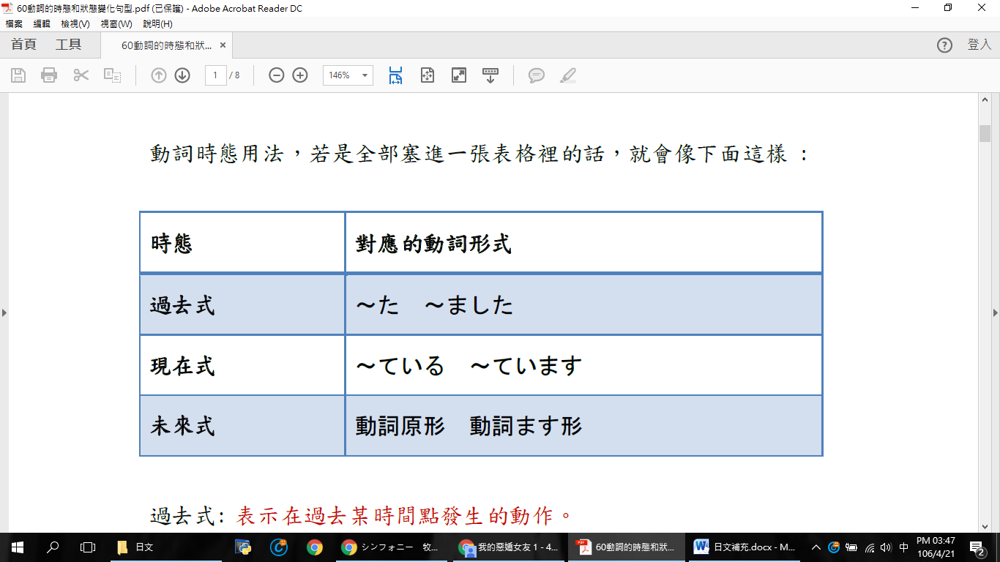 60動詞的時態和狀態變化句型.pdf (已保護) - Adobe Acrobat Reader DC
檔案 編輯 檢視(V) 視窗(W) 說明(H)
首頁 工具 60動詞的時態和狀... × 登入
1 / 8 146%
動詞時態用法，若是全部塞進一張表格裡的話，就會像下面這樣：
時態 對應的動詞形式
過去式 ～た　～ました
現在式 ～ている　～ています
未來式 動詞原形　動詞ます形
過去式: 表示在過去某時間點發生的動作。
日文 シンフォニー　牧... 我的惡婚女友 1 - 4... 60動詞的時態和狀... 日文補充.docx - M... 中 PM 03:47
106/4/21 2